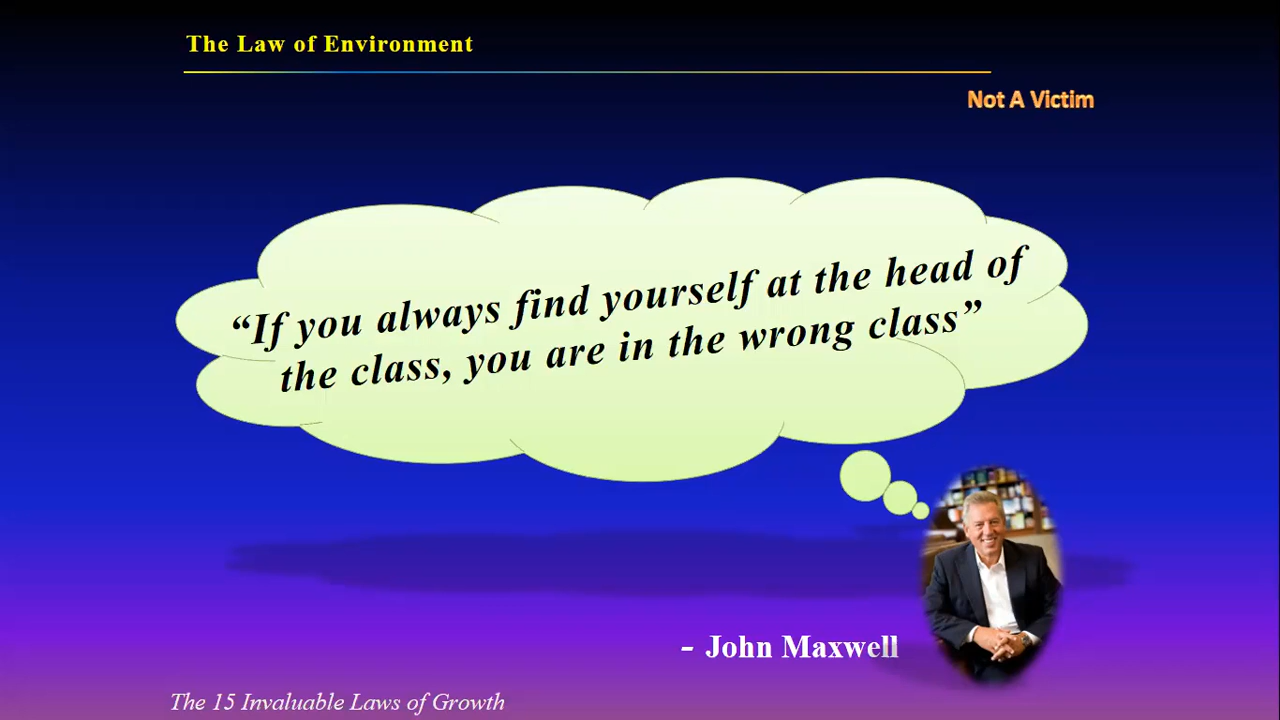 The Law of Environment
Not A Victim
“If you always find yourself at the head of
the class, you are in the wrong class”
- John Maxwell
The 15 Invaluable Laws of Growth